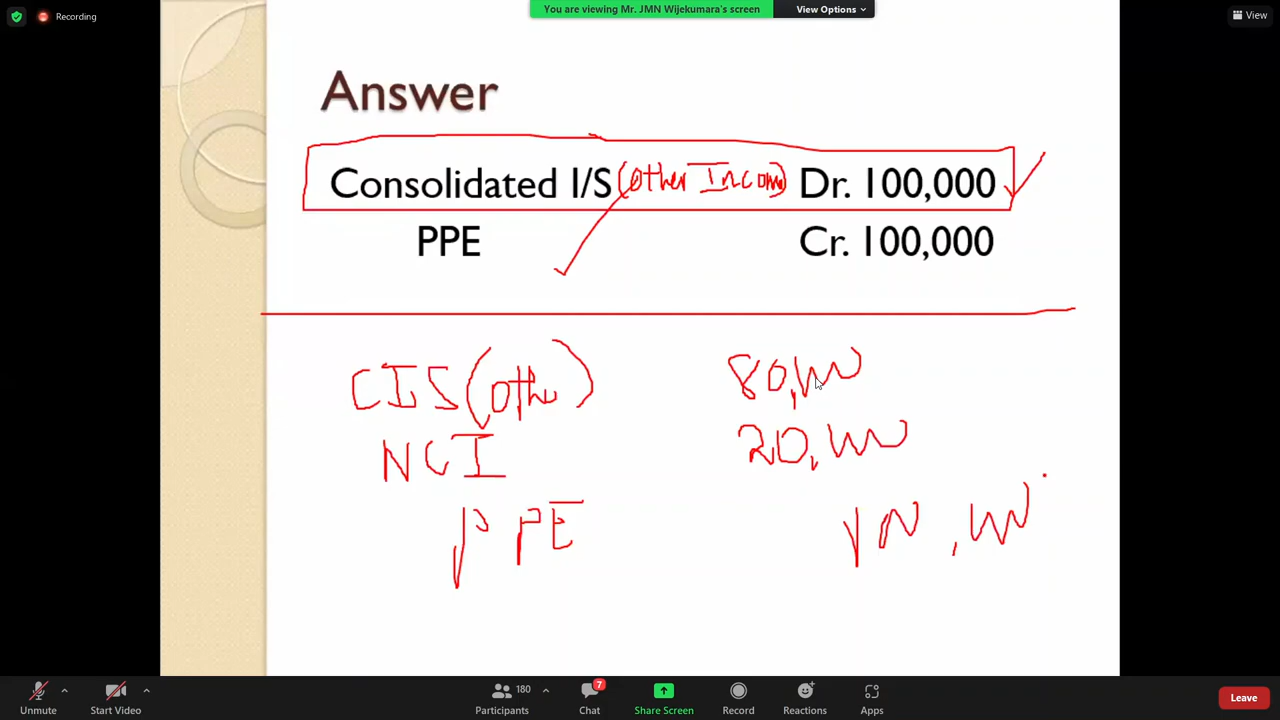 Recording
You are viewing Mr. JMN Wijekumara's screen View Options
View
Answer
Consolidated I/S (Other Income) Dr. 100,000
PPE Cr. 100,000
CIS (Othe)
80,000
NCI 20,000
PPE 100,000
Unmute Start Video 180 Participants 7 Chat Share Screen Record Reactions Apps Leave